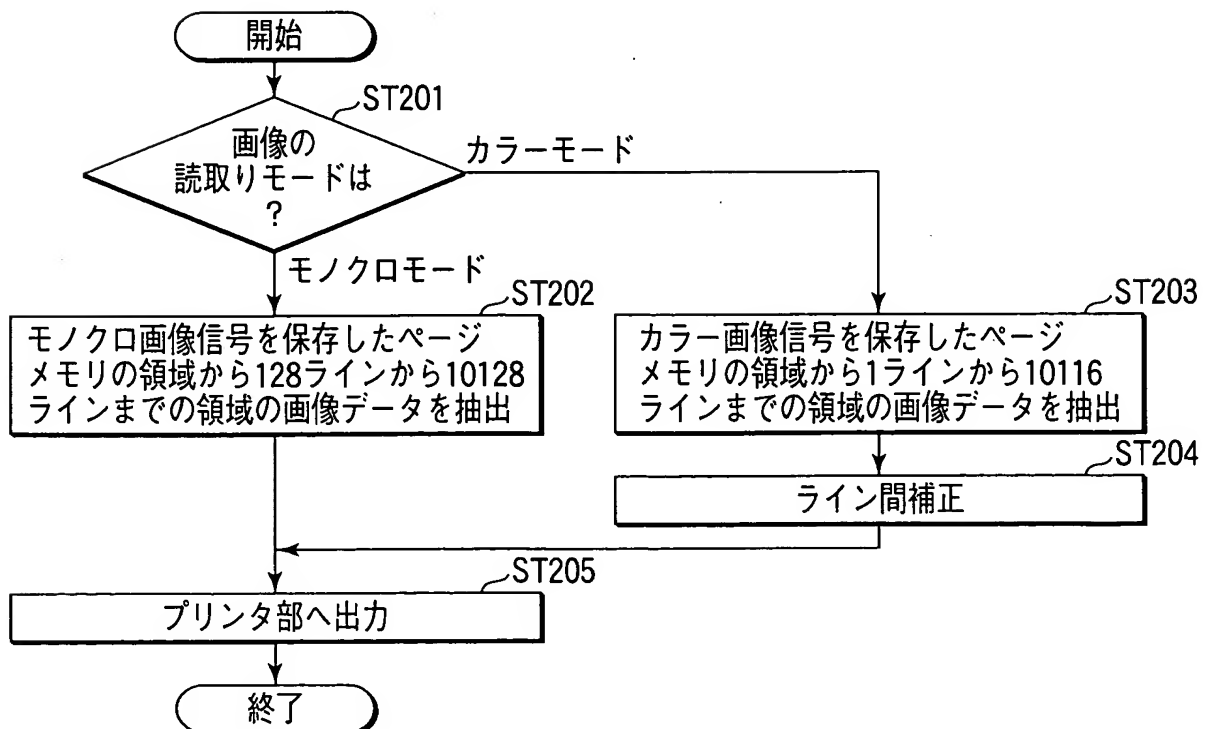 開始
ST201
画像の
読取りモードは
?
カラーモード
モノクロモード
ST202
モノクロ画像信号を保存したページ
メモリの領域から128ラインから10128
ラインまでの領域の画像データを抽出
ST203
カラー画像信号を保存したページ
メモリの領域から1ラインから10116
ラインまでの領域の画像データを抽出
ST204
ライン間補正
ST205
プリンタ部へ出力
終了